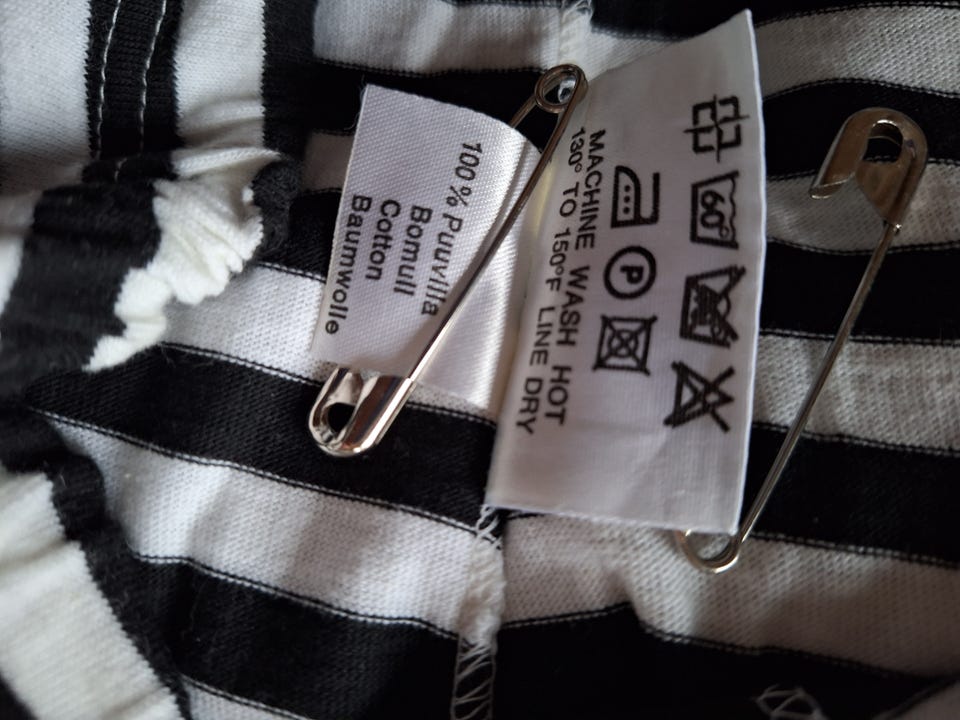 100 % Puuvilla
Bomull
Cotton
Baumwolle
60°
P
MACHINE WASH HOT
130° TO 150°F LINE DRY